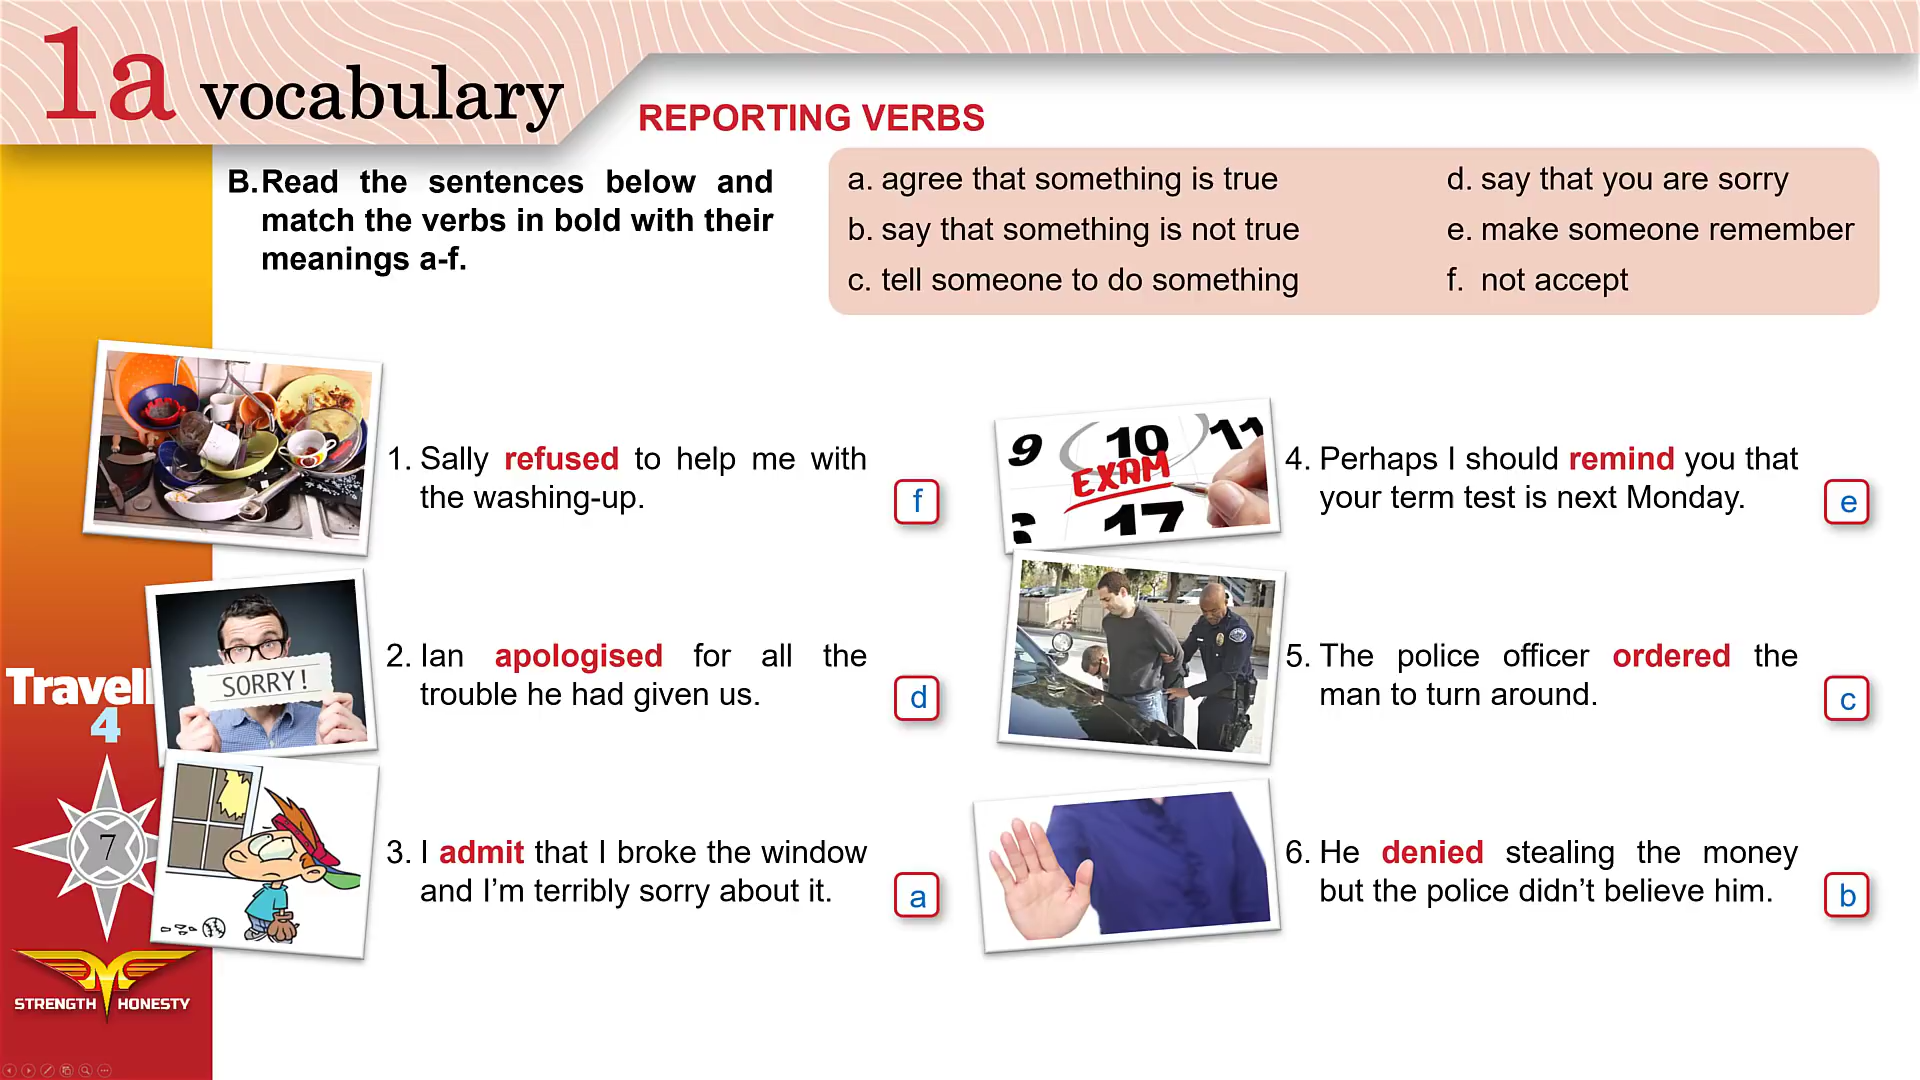 1a vocabulary
REPORTING VERBS
B. Read the sentences below and
match the verbs in bold with their
meanings a-f.
a. agree that something is true
b. say that something is not true
c. tell someone to do something
d. say that you are sorry
e. make someone remember
f. not accept
1. Sally refused to help me with
the washing-up.
f
SORRY!
2. Ian apologised for all the
trouble he had given us.
d
3. I admit that I broke the window
and I'm terribly sorry about it.
a
9 10 11
EXAM
17
4. Perhaps I should remind you that
your term test is next Monday.
e
5. The police officer ordered the
man to turn around.
c
6. He denied stealing the money
but the police didn't believe him.
b
Travell
4
7
STRENGTH HONESTY